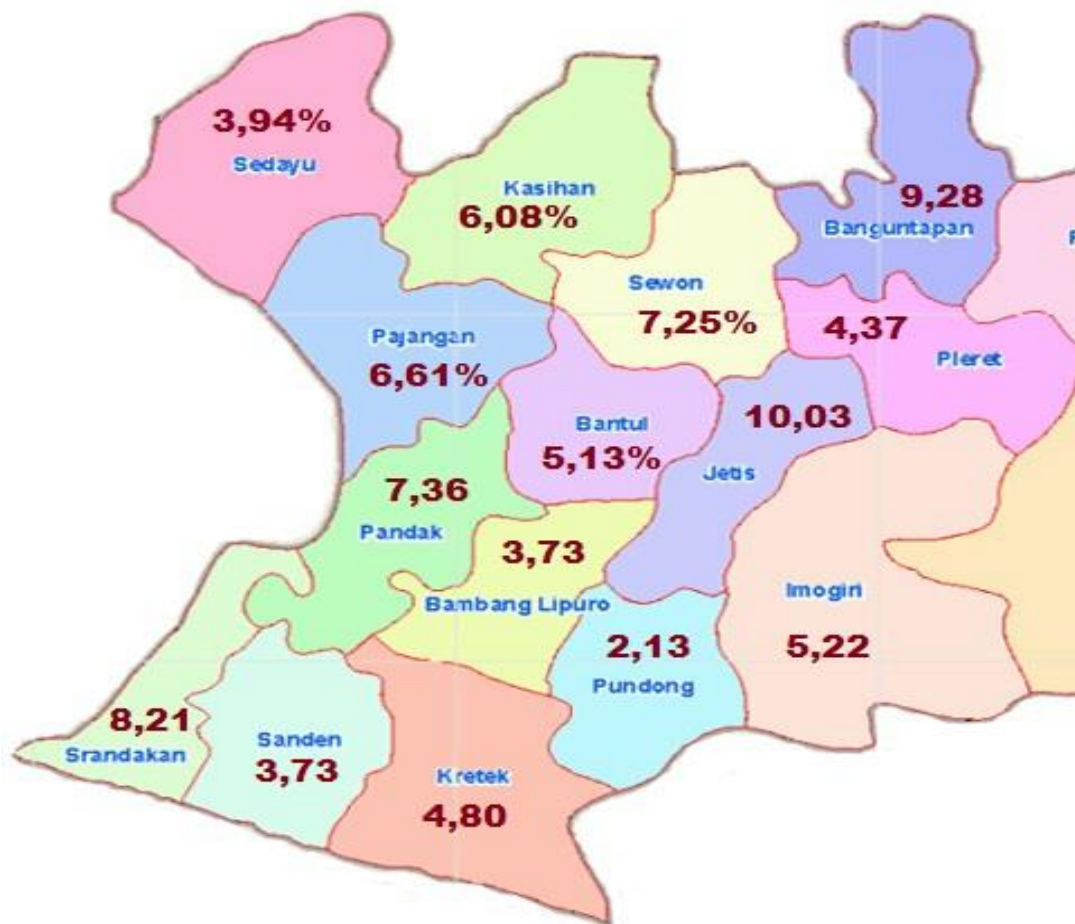 3,94%
Sedayu
Kasihan
6,08%
9,28
Banguntapan
Sewon
7,25%
4,37
Pleret
Pajangan
6,61%
10,03
Jetis
Bantul
5,13%
7,36
Pandak
3,73
Bambang Lipuro
Imogiri
5,22
2,13
Pundong
8,21
Srandakan
Sanden
3,73
Kretek
4,80